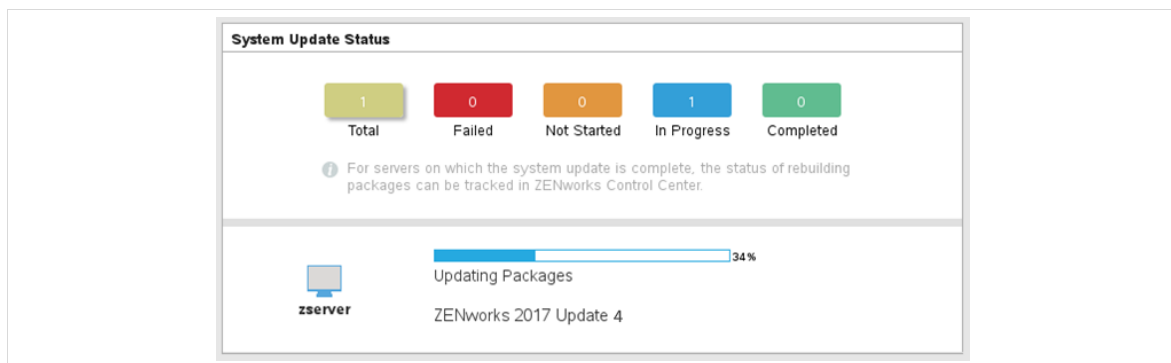 System Update Status
1 0 0 1 0
Total Failed Not Started In Progress Completed
i For servers on which the system update is complete, the status of rebuilding
packages can be tracked in ZENworks Control Center.
34%
Updating Packages
zserver
ZENworks 2017 Update 4